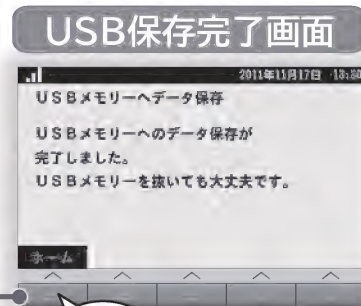 USB保存完了画面
2011年11月17日
USBメモリーへデータ保存
USBメモリーへのデータ保存が
完了しました。
USBメモリーを抜いても大丈夫です。
ホーム